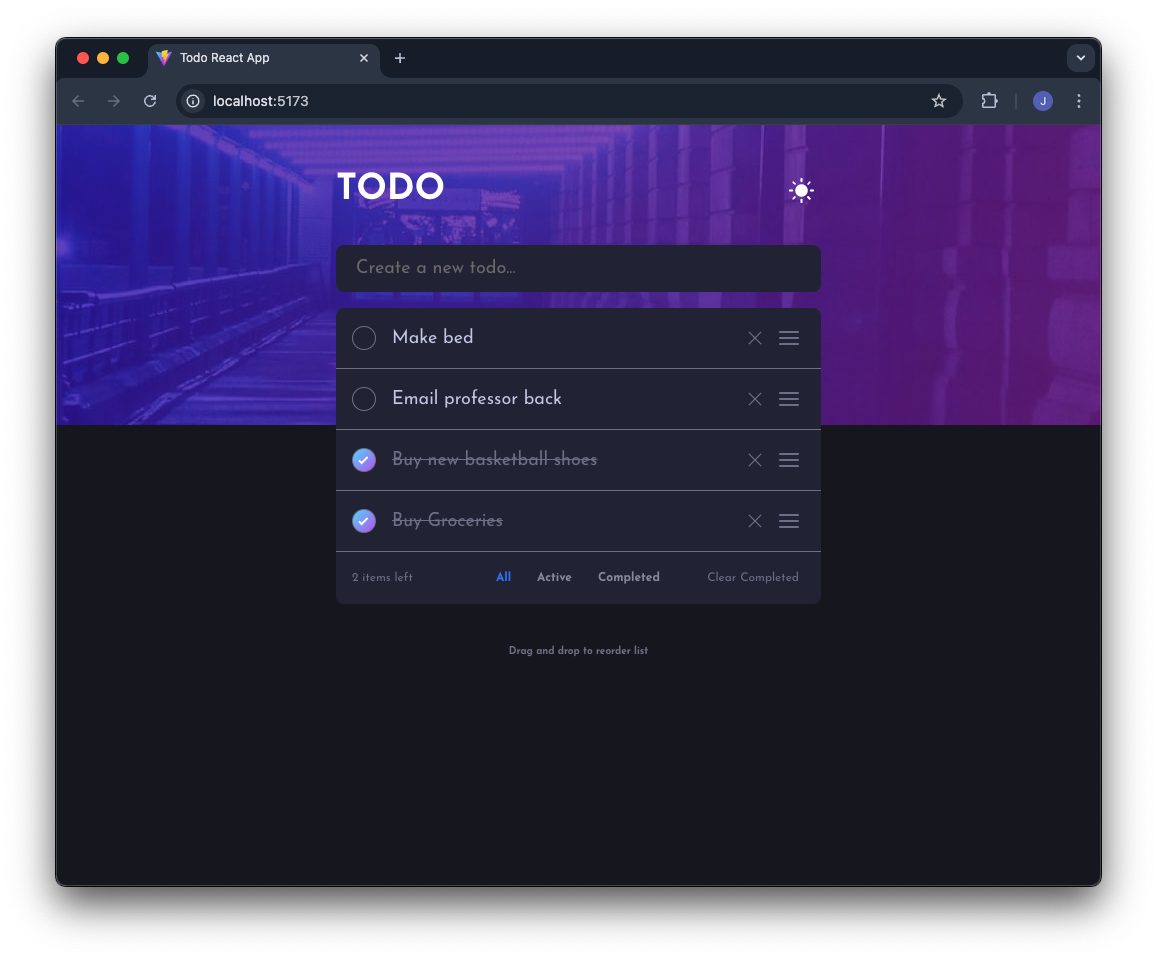 Todo React App
localhost:5173
J
TODO
Create a new todo...
Make bed
Email professor back
Buy new basketball shoes
Buy Groceries
2 items left All Active Completed Clear Completed
Drag and drop to reorder list